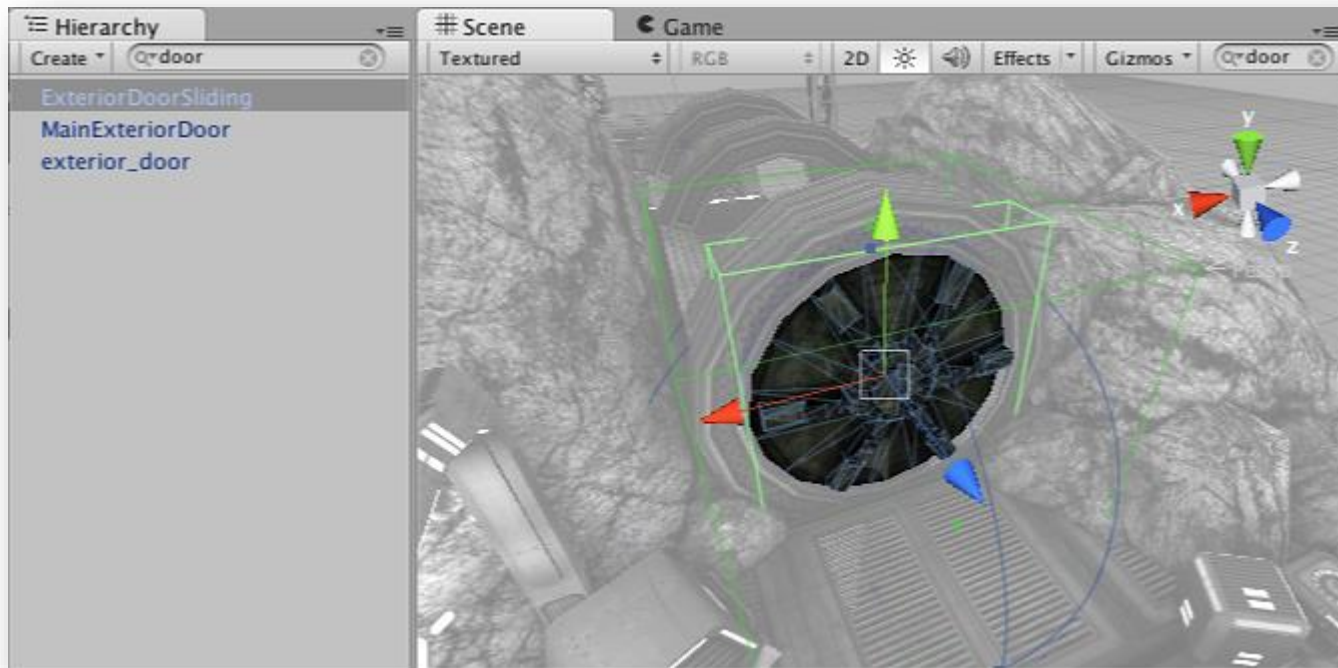 Hierarchy
Create door
ExteriorDoorSliding
MainExteriorDoor
exterior_door
Scene Game
Textured RGB 2D Effects Gizmos door
y
x
z